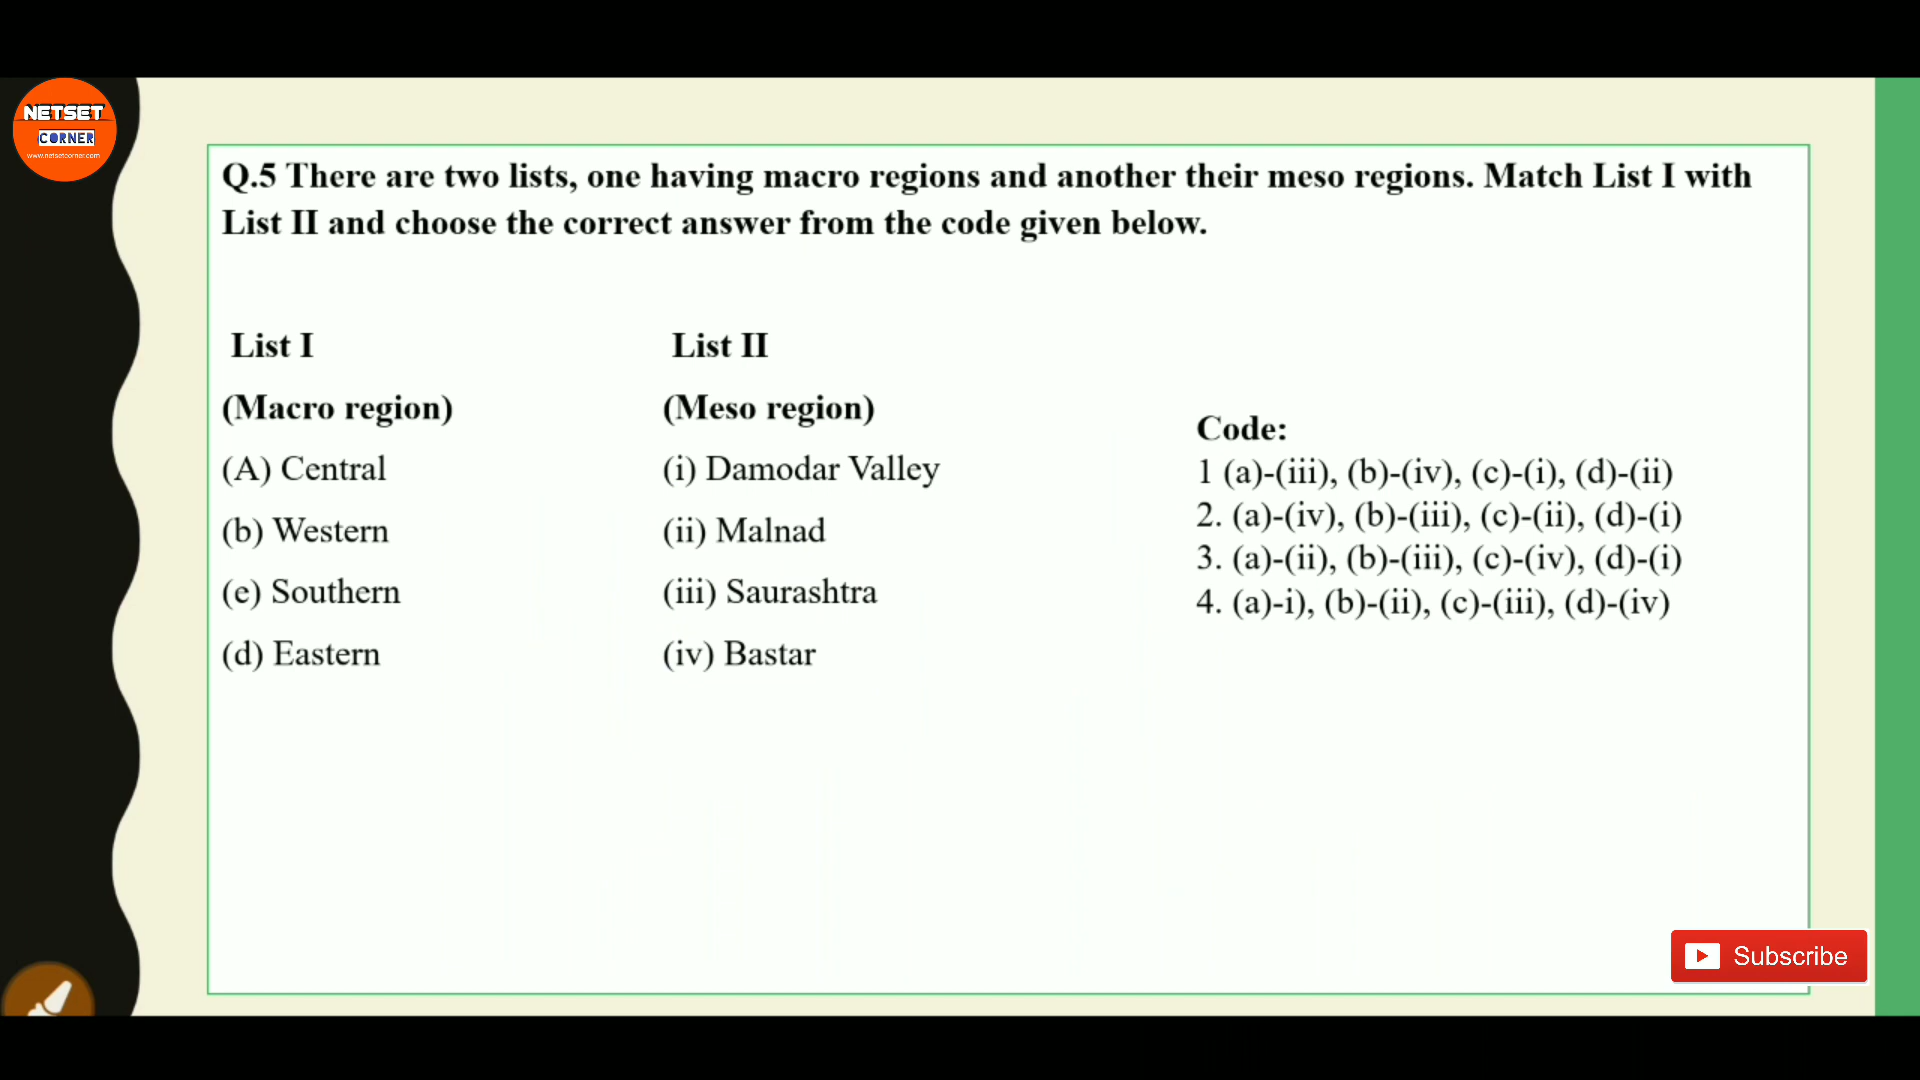 NETSET
CORNER
www.netsetcorner.com
Q.5 There are two lists, one having macro regions and another their meso regions. Match List I with
List II and choose the correct answer from the code given below.
List I
(Macro region)
(A) Central
(b) Western
(e) Southern
(d) Eastern
List II
(Meso region)
(i) Damodar Valley
(ii) Malnad
(iii) Saurashtra
(iv) Bastar
Code:
1 (a)-(iii), (b)-(iv), (c)-(i), (d)-(ii)
2. (a)-(iv), (b)-(iii), (c)-(ii), (d)-(i)
3. (a)-(ii), (b)-(iii), (c)-(iv), (d)-(i)
4. (a)-i), (b)-(ii), (c)-(iii), (d)-(iv)
Subscribe